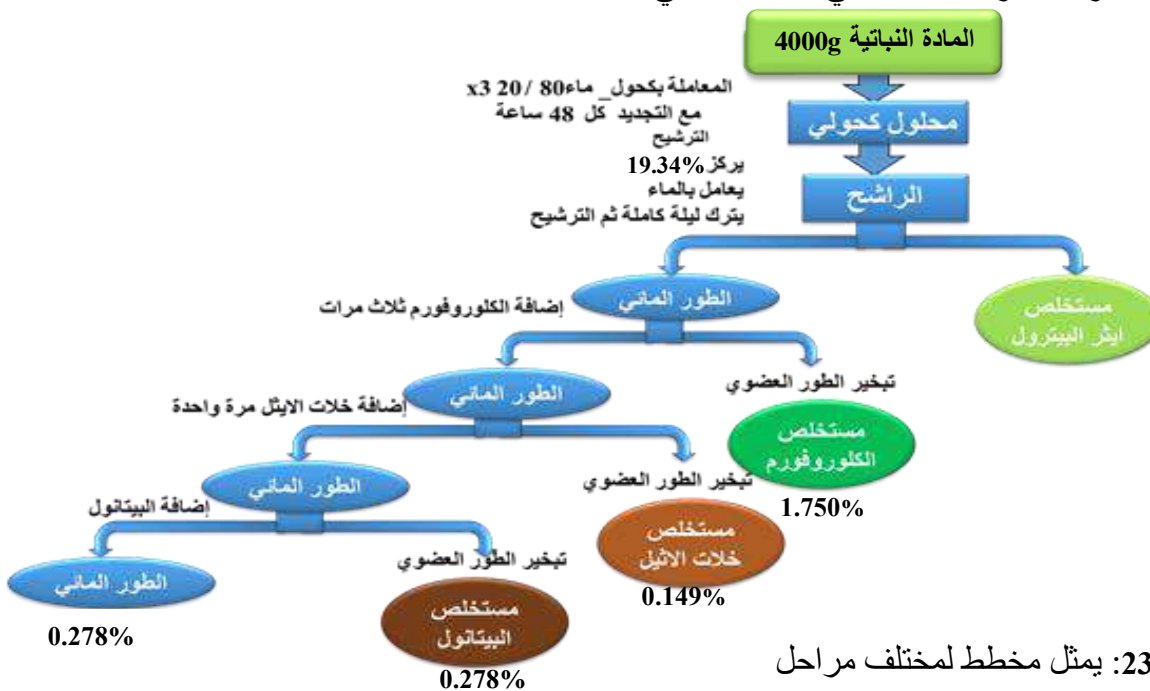 المادة النباتية 4000g
المعاملة بكحول_ ماء80 / 20 x3
مع التجديد كل 48 ساعة
الترشيح
محلول كحولي
يركز 19.34%
يعامل بالماء
يترك ليلة كاملة ثم الترشيح
الراشح
الطور المائي
مستخلص
ايثر البيترول
إضافة الكلوروفورم ثلاث مرات
تبخير الطور العضوي
الطور المائي
مستخلص
الكلوروفورم
1.750%
إضافة خلات الايثل مرة واحدة
تبخير الطور العضوي
الطور المائي
مستخلص
خلات الاثيل
0.149%
إضافة البيتانول
تبخير الطور العضوي
الطور المائي
0.278%
مستخلص
البيتانول
0.278%
23: يمثل مخطط لمختلف مراحل